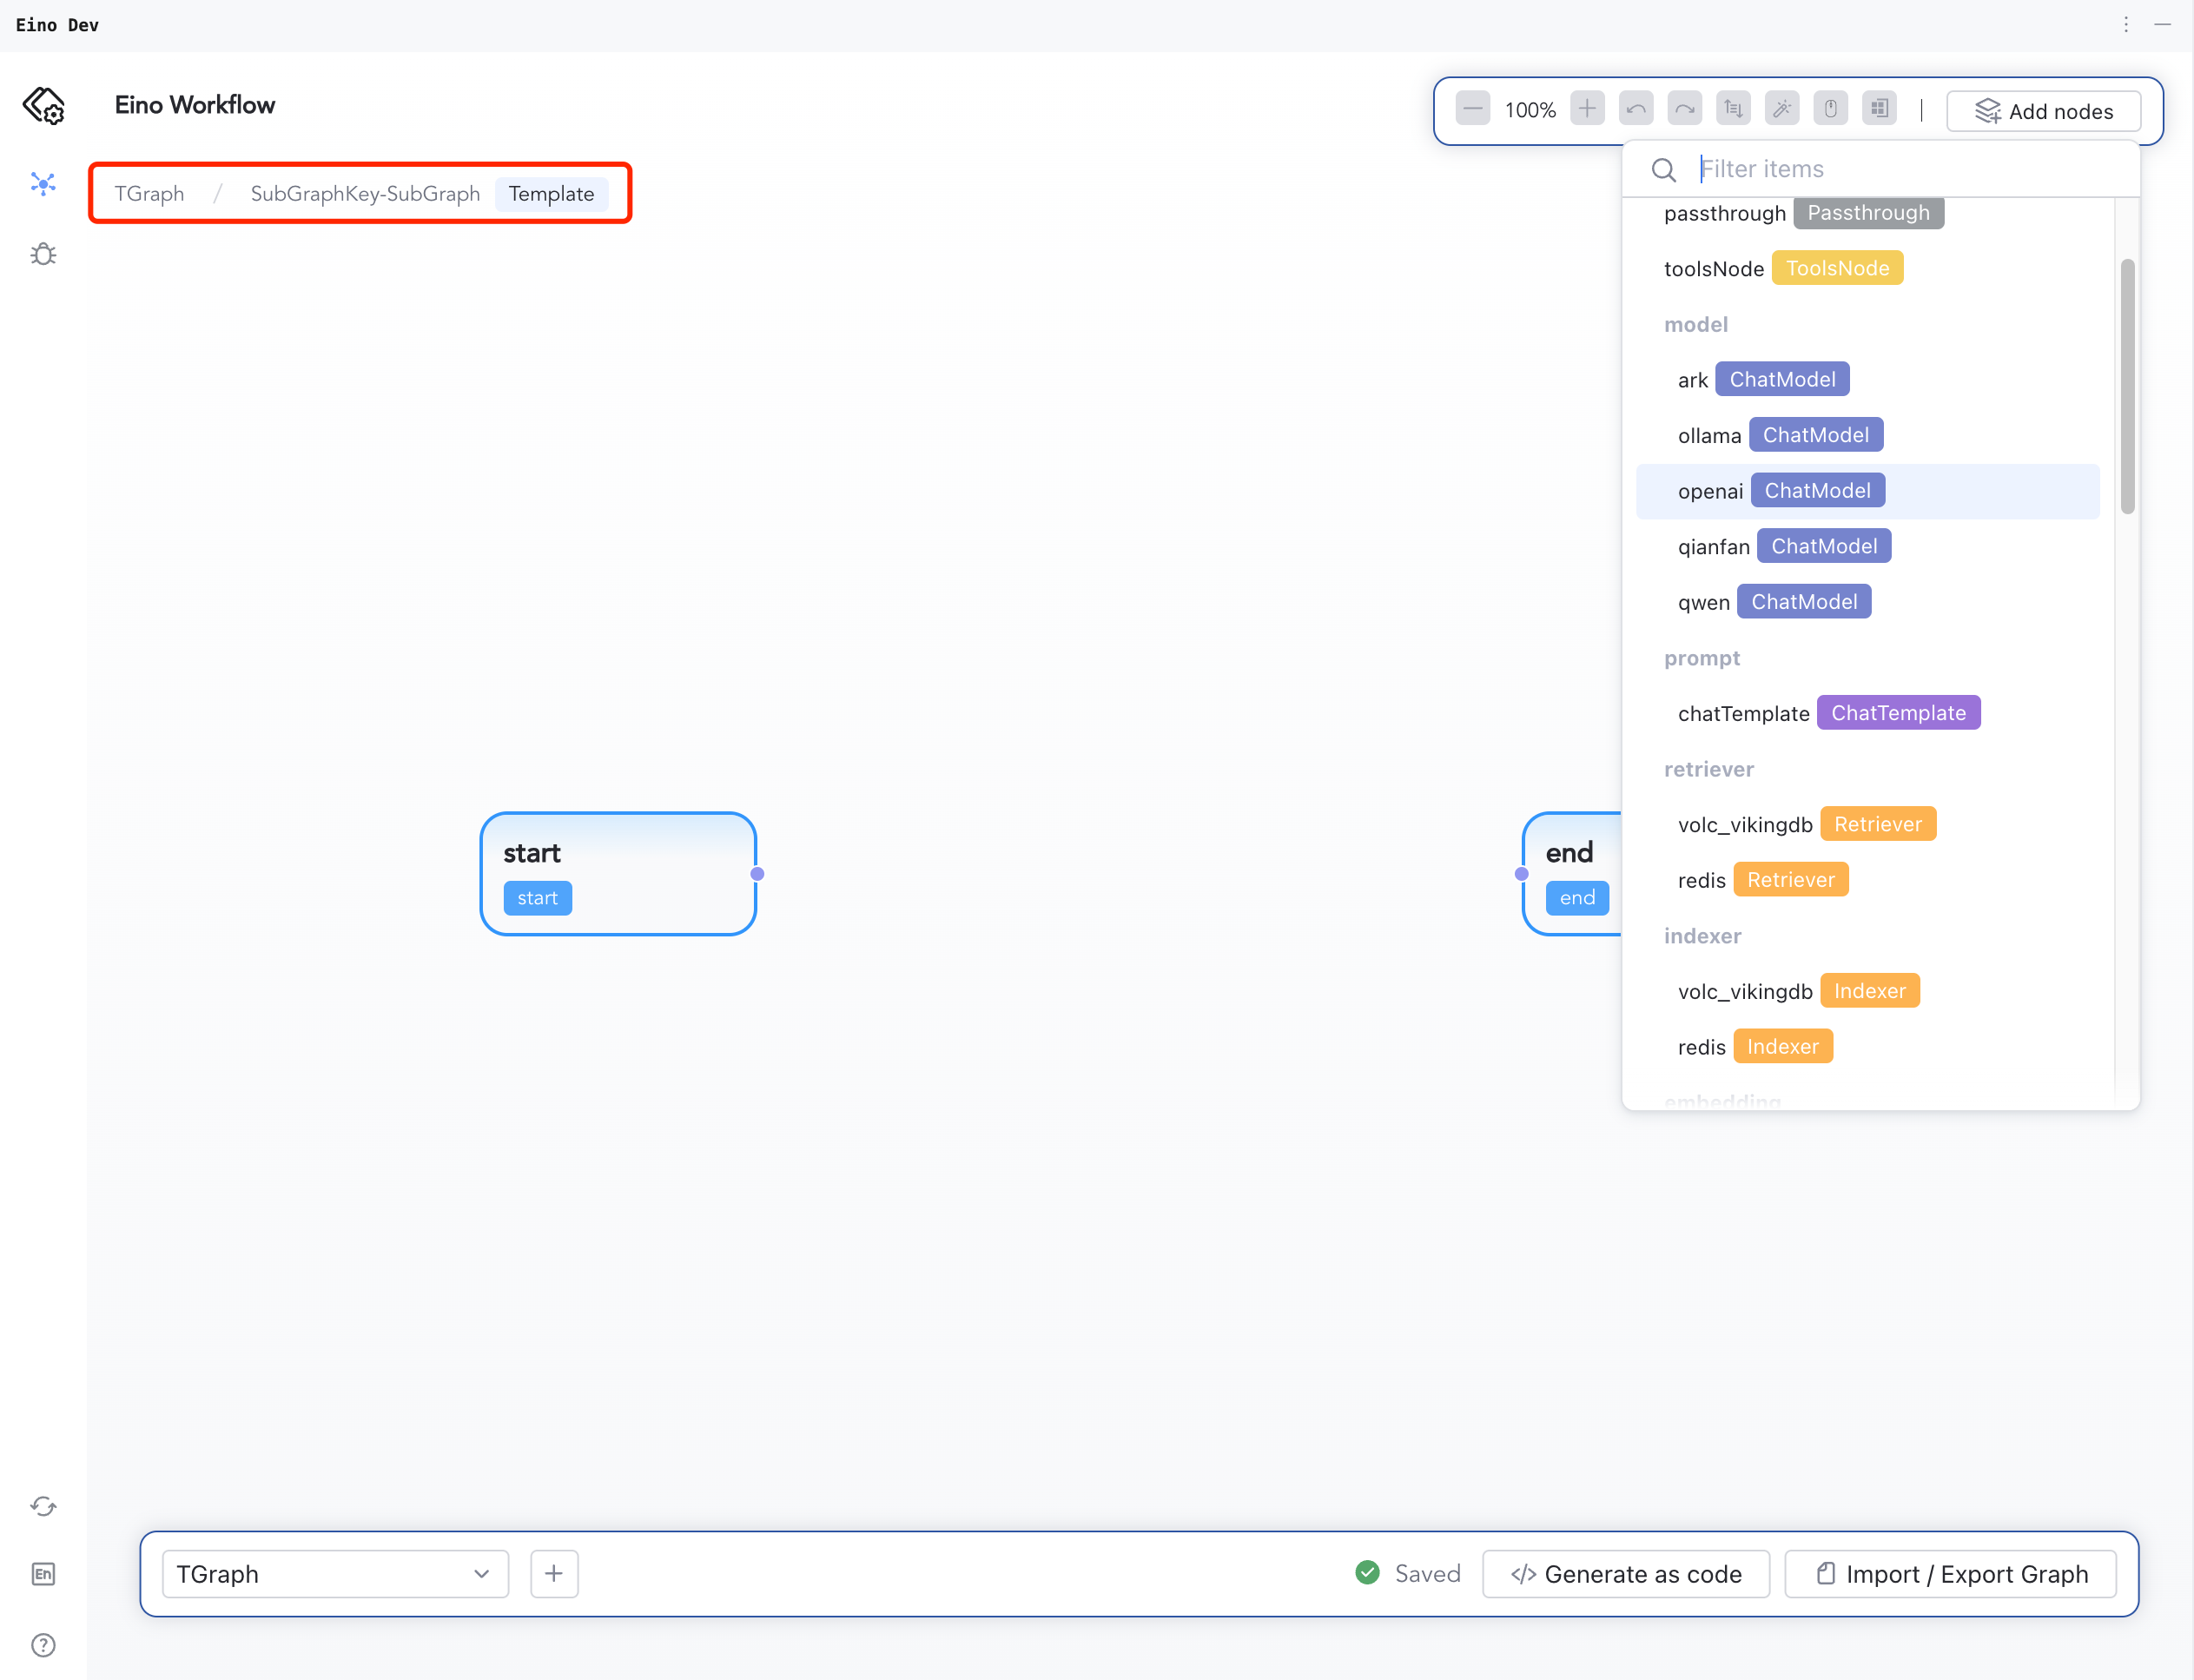 Eino Dev
Eino Workflow
100%
Add nodes
TGraph / SubGraphKey-SubGraph Template
Filter items
passthrough Passthrough
toolsNode ToolsNode
model
ark ChatModel
ollama ChatModel
openai ChatModel
qianfan ChatModel
qwen ChatModel
prompt
chatTemplate ChatTemplate
retriever
volc_vikingdb Retriever
redis Retriever
indexer
volc_vikingdb Indexer
redis Indexer
embedding
start
start
end
end
En
TGraph
Saved
</> Generate as code
Import / Export Graph